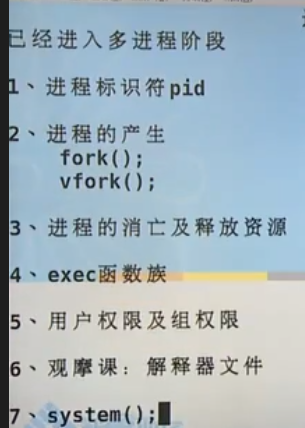 已经进入多进程阶段
1、进程标识符pid
2、进程的产生
fork();
vfork();
3、进程的消亡及释放资源
4、exec函数族
5、用户权限及组权限
6、观摩课：解释器文件
7、system();